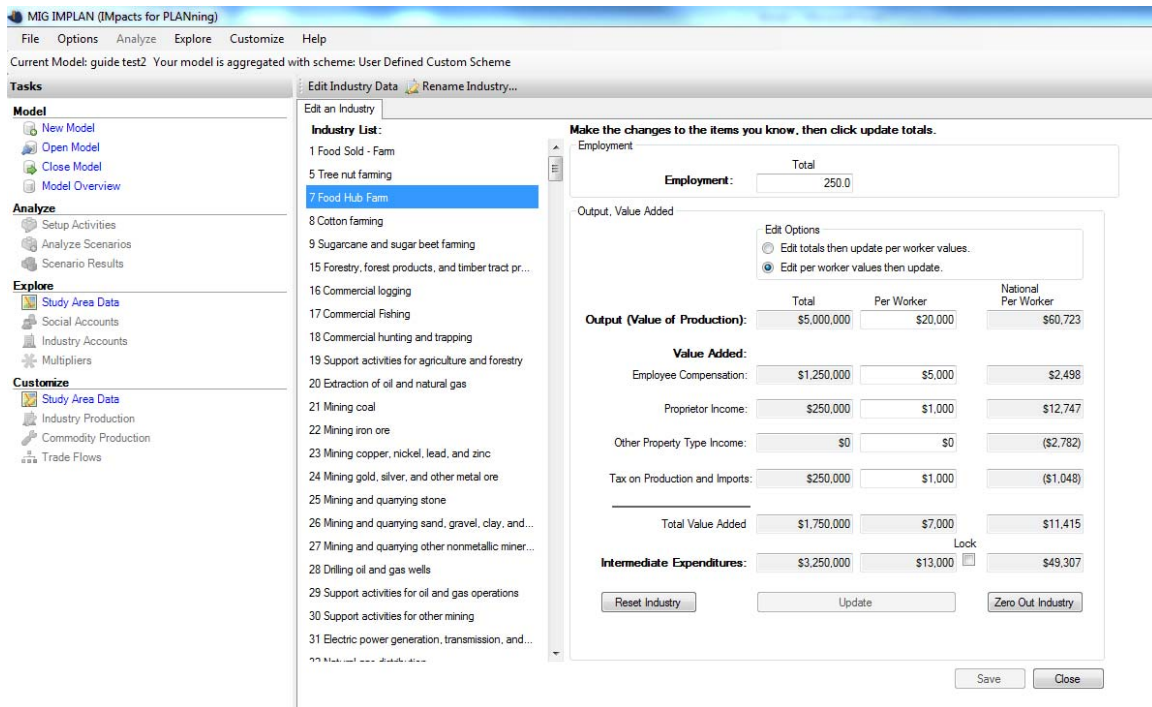 MIG IMPLAN (IMpacts for PLANning)
File Options Analyze Explore Customize Help
Current Model: guide test2 Your model is aggregated with scheme: User Defined Custom Scheme
Tasks
Model
New Model
Open Model
Close Model
Model Overview
Analyze
Setup Activities
Analyze Scenarios
Scenario Results
Explore
Study Area Data
Social Accounts
Industry Accounts
Multipliers
Customize
Study Area Data
Industry Production
Commodity Production
Trade Flows
Edit Industry Data Rename Industry...
Edit an Industry
Industry List:
1 Food Sold - Farm
5 Tree nut farming
7 Food Hub Farm
8 Cotton farming
9 Sugarcane and sugar beet farming
15 Forestry, forest products, and timber tract pr...
16 Commercial logging
17 Commercial Fishing
18 Commercial hunting and trapping
19 Support activities for agriculture and forestry
20 Extraction of oil and natural gas
21 Mining coal
22 Mining iron ore
23 Mining copper, nickel, lead, and zinc
24 Mining gold, silver, and other metal ore
25 Mining and quarrying stone
26 Mining and quarrying sand, gravel, clay, and...
27 Mining and quarrying other nonmetallic miner...
28 Drilling oil and gas wells
29 Support activities for oil and gas operations
30 Support activities for other mining
31 Electric power generation, transmission, and...
Make the changes to the items you know, then click update totals.
Employment
Total
Employment: 250.0
Output, Value Added
Edit Options
Edit totals then update per worker values.
Edit per worker values then update.
Total Per Worker National Per Worker
Output (Value of Production): $5,000,000 $20,000 $60,723
Value Added:
Employee Compensation: $1,250,000 $5,000 $2,498
Proprietor Income: $250,000 $1,000 $12,747
Other Property Type Income: $0 $0 ($2,782)
Tax on Production and Imports: $250,000 $1,000 ($1,048)
Total Value Added $1,750,000 $7,000 $11,415
Lock
Intermediate Expenditures: $3,250,000 $13,000 $49,307
Reset Industry Update Zero Out Industry
Save Close